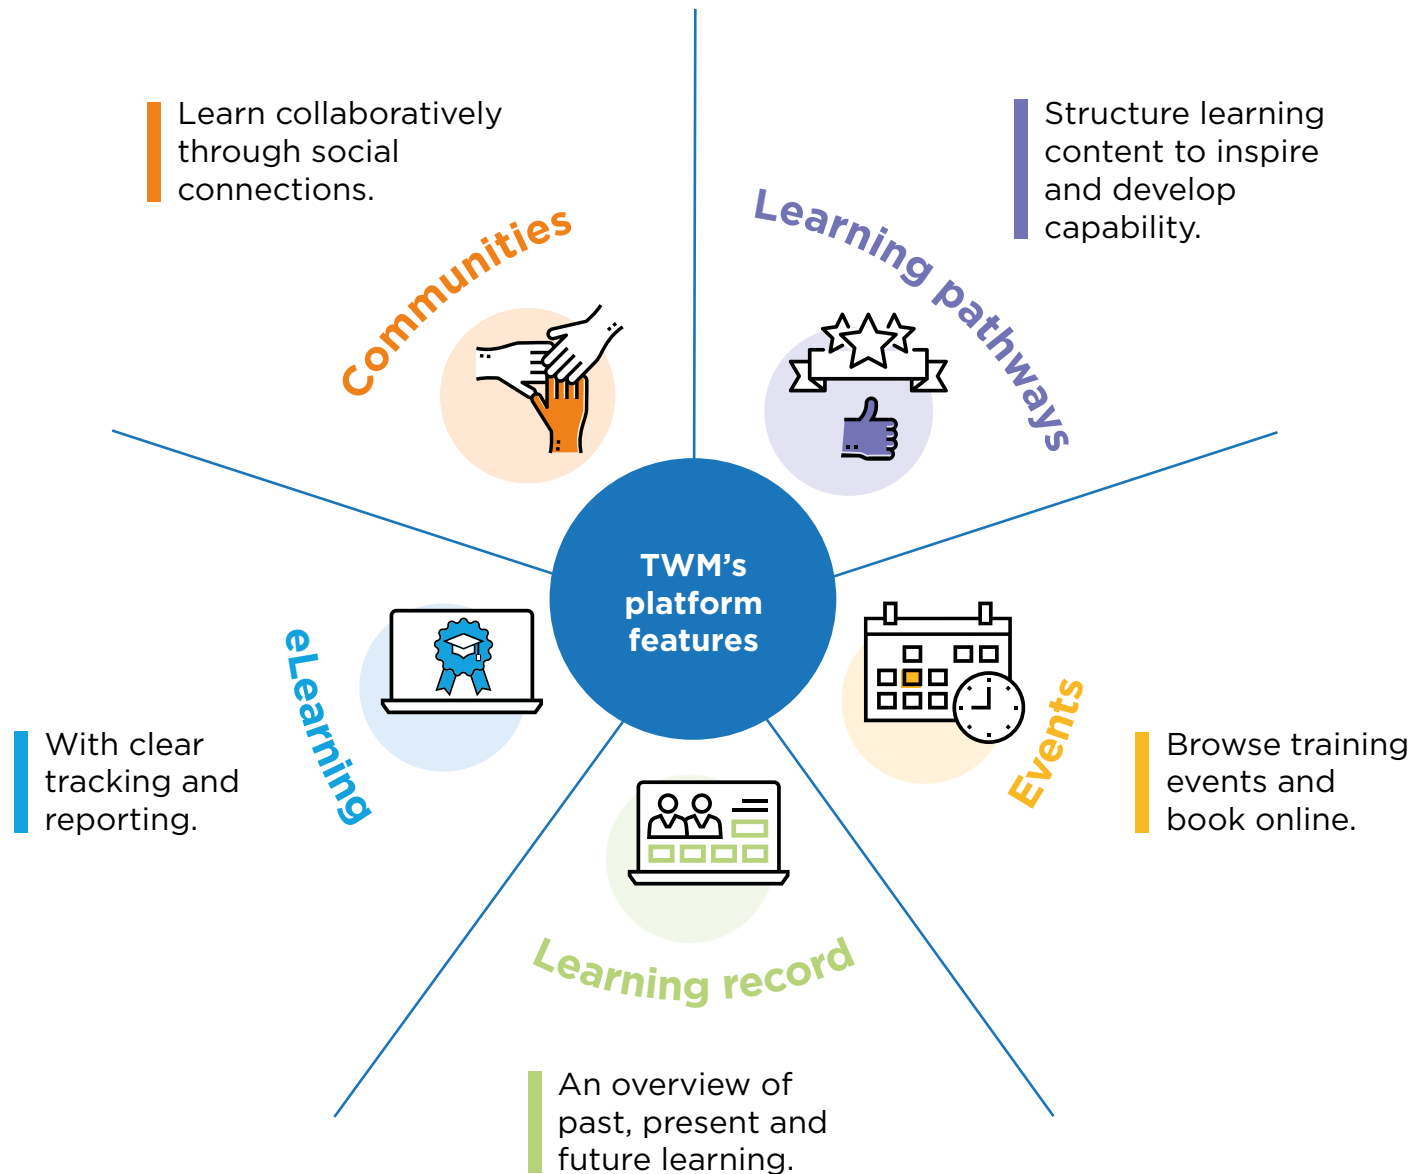 Learn collaboratively
through social
connections.
Communities
Structure learning
content to inspire
and develop
capability.
Learning pathways
TWM's
platform
features
eLearning
With clear
tracking and
reporting.
Events
Browse training
events and
book online.
Learning record
An overview of
past, present and
future learning.